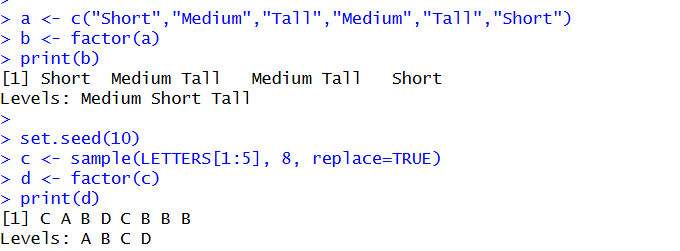 > a <- c("Short","Medium","Tall","Medium","Tall","Short")
> b <- factor(a)
> print(b)
[1] Short  Medium Tall   Medium Tall   Short
Levels: Medium Short Tall
>
> set.seed(10)
> c <- sample(LETTERS[1:5], 8, replace=TRUE)
> d <- factor(c)
> print(d)
[1] C A B D C B B B
Levels: A B C D